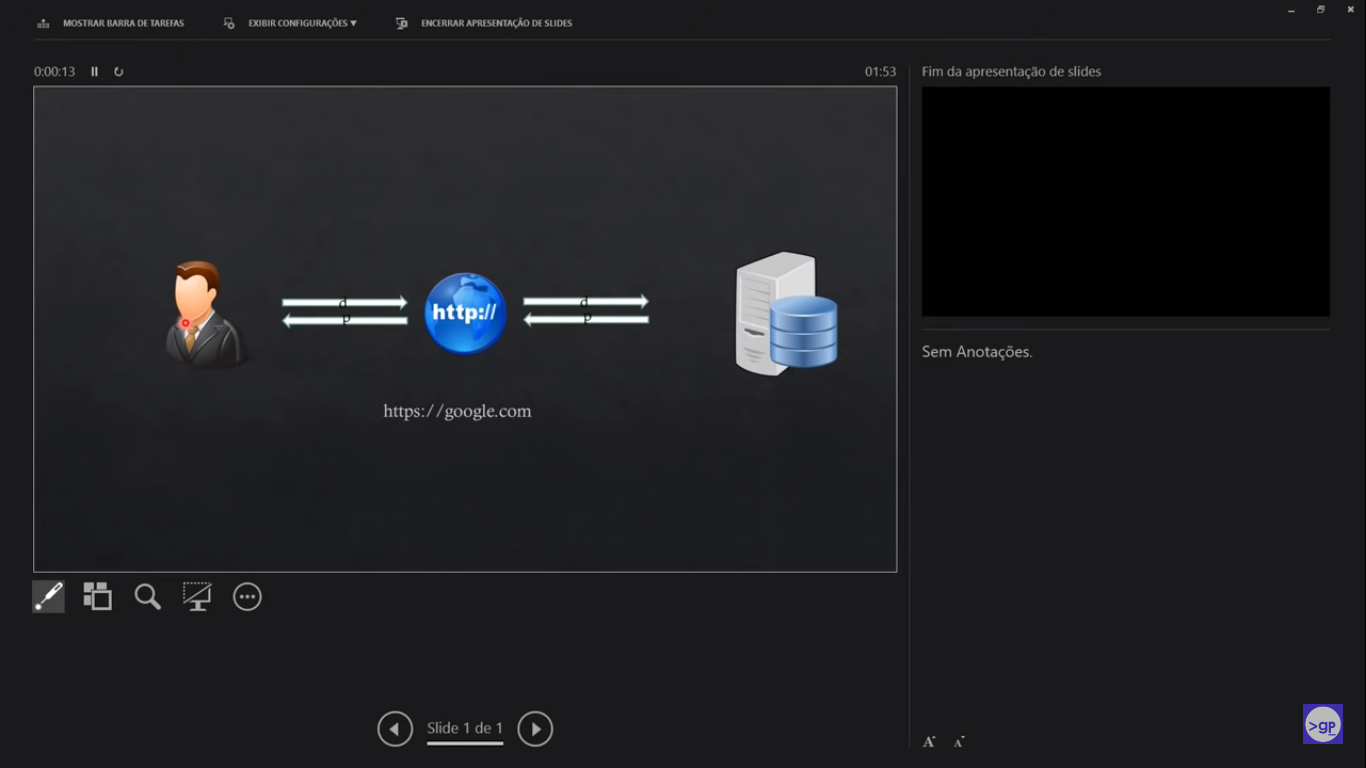 MOSTRAR BARRA DE TAREFAS
EXIBIR CONFIGURAÇÕES ▼
ENCERRAR APRESENTAÇÃO DE SLIDES
0:00:13
01:53
Fim da apresentação de slides
d
p
http://
d
p
https://google.com
Sem Anotações.
Slide 1 de 1
A
A
>gp